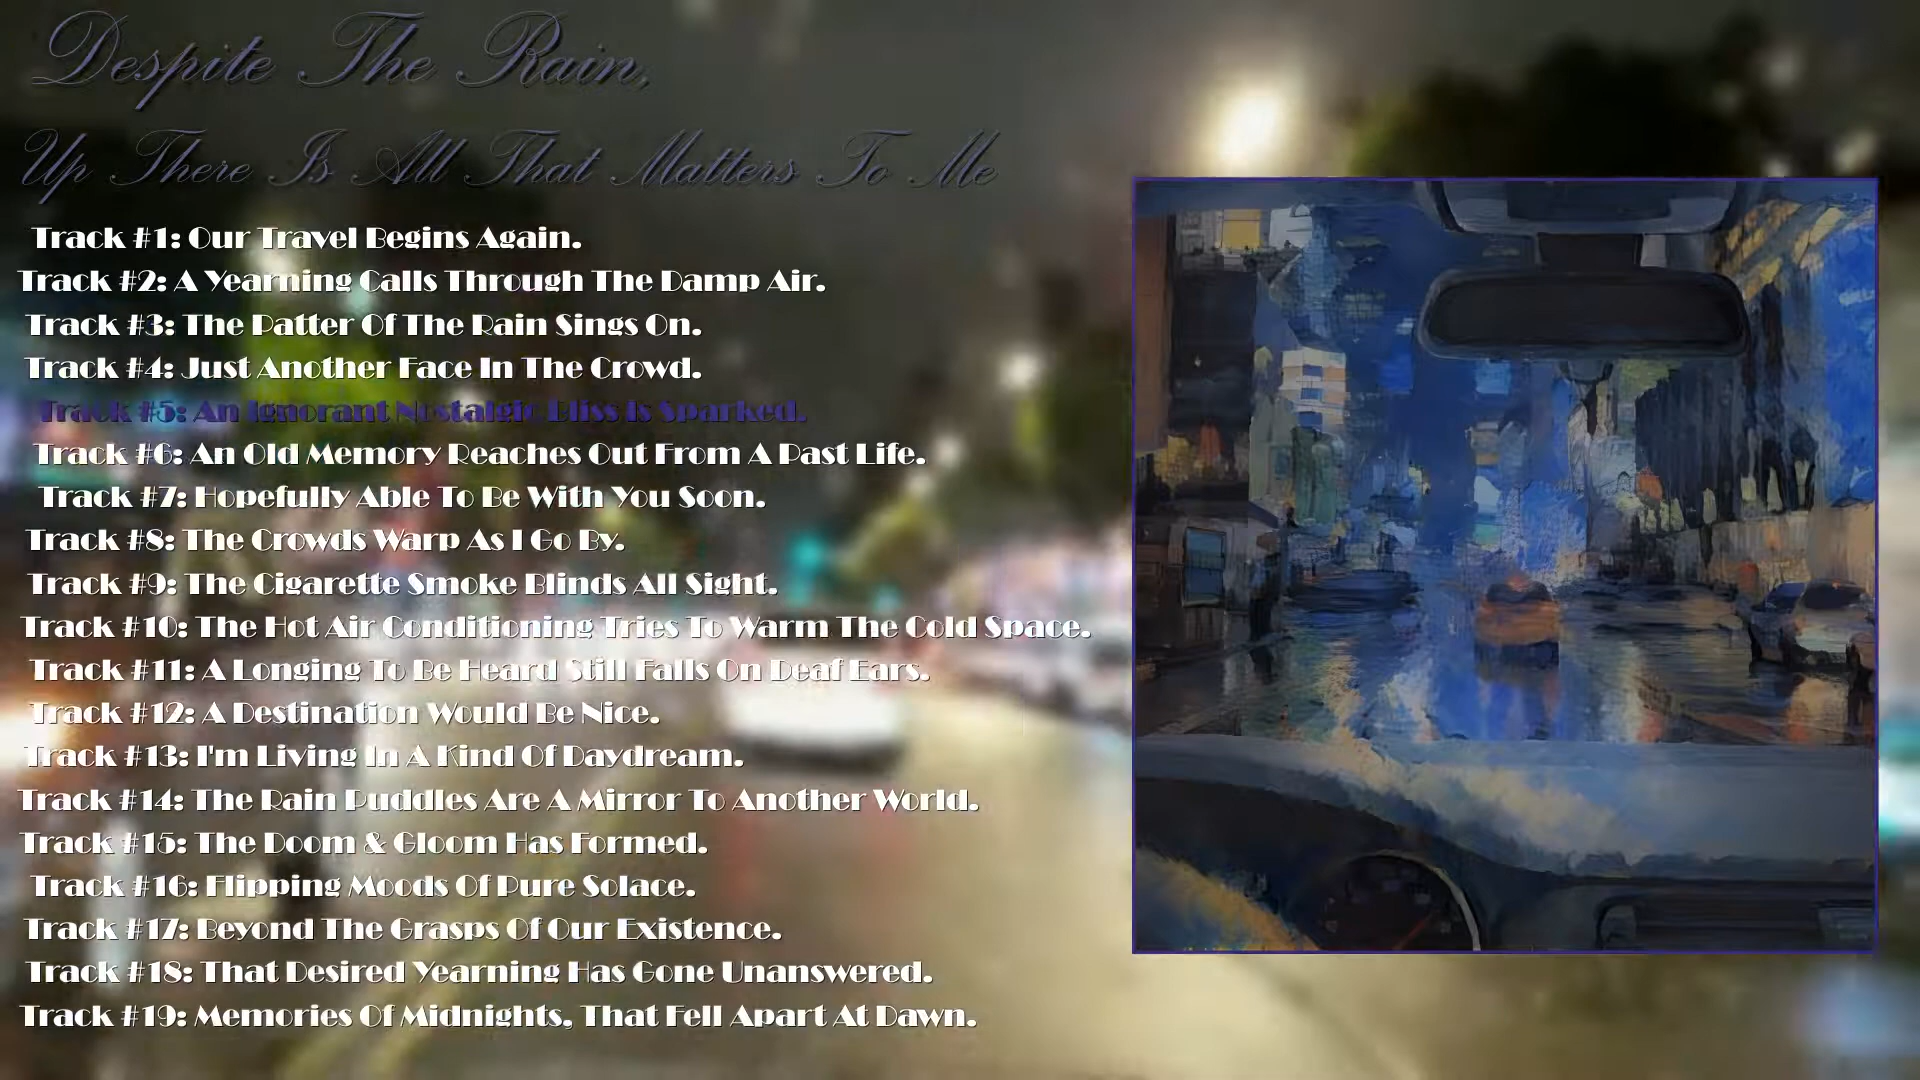 Despite The Rain,
Up There Is All That Matters To Me
Track #1: Our Travel Begins Again.
Track #2: A Yearning Calls Through The Damp Air.
Track #3: The Patter Of The Rain Sings On.
Track #4: Just Another Face In The Crowd.
Track #5: An Ignorant Nostalgic Bliss Is Sparked.
Track #6: An Old Memory Reaches Out From A Past Life.
Track #7: Hopefully Able To Be With You Soon.
Track #8: The Crowds Warp As I Go By.
Track #9: The Cigarette Smoke Blinds All Sight.
Track #10: The Hot Air Conditioning Tries To Warm The Cold Space.
Track #11: A Longing To Be Heard Still Falls On Deaf Ears.
Track #12: A Destination Would Be Nice.
Track #13: I'm Living In A Kind Of Daydream.
Track #14: The Rain Puddles Are A Mirror To Another World.
Track #15: The Doom & Gloom Has Formed.
Track #16: Flipping Moods Of Pure Solace.
Track #17: Beyond The Grasps Of Our Existence.
Track #18: That Desired Yearning Has Gone Unanswered.
Track #19: Memories Of Midnights, That Fell Apart At Dawn.